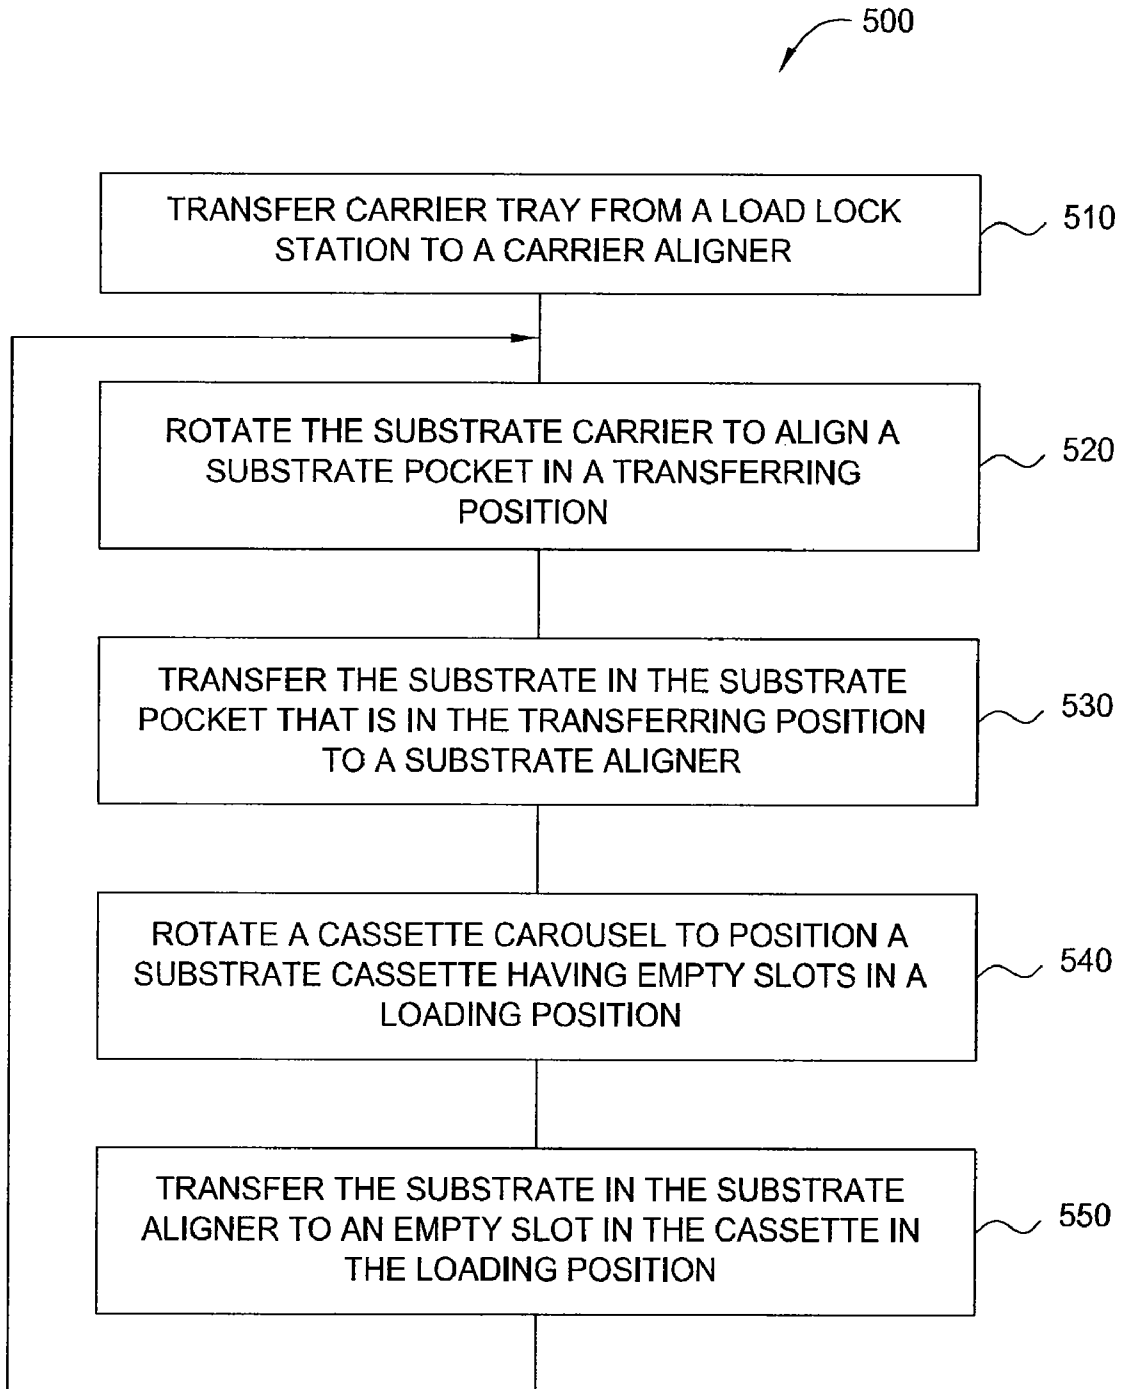 500
TRANSFER CARRIER TRAY FROM A LOAD LOCK
STATION TO A CARRIER ALIGNER
510
ROTATE THE SUBSTRATE CARRIER TO ALIGN A
SUBSTRATE POCKET IN A TRANSFERRING
POSITION
520
TRANSFER THE SUBSTRATE IN THE SUBSTRATE
POCKET THAT IS IN THE TRANSFERRING POSITION
TO A SUBSTRATE ALIGNER
530
ROTATE A CASSETTE CAROUSEL TO POSITION A
SUBSTRATE CASSETTE HAVING EMPTY SLOTS IN A
LOADING POSITION
540
TRANSFER THE SUBSTRATE IN THE SUBSTRATE
ALIGNER TO AN EMPTY SLOT IN THE CASSETTE IN
THE LOADING POSITION
550